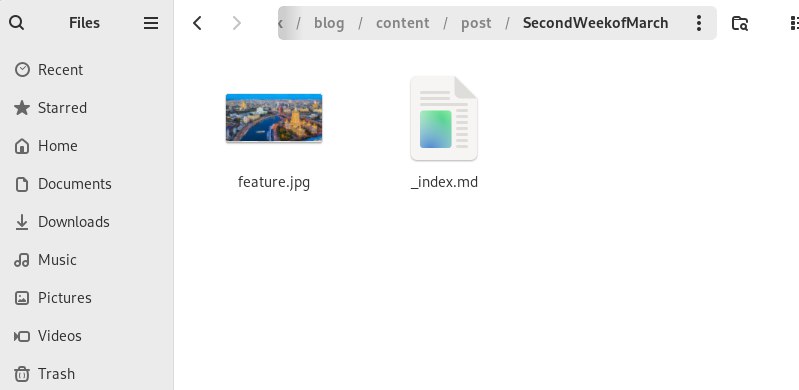 Files
/ blog / content / post / SecondWeekofMarch
Recent
Starred
Home
Documents
Downloads
Music
Pictures
Videos
Trash
feature.jpg
_index.md